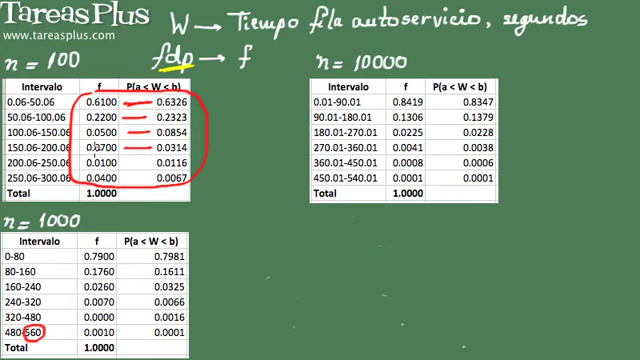 TAREASPLUS
www.tareasplus.com
W → Tiempo fila autoservicio, segundos
fdp → f
n = 100
Intervalo f P(a < W < b)
0.06-50.06 0.6100 0.6326
50.06-100.06 0.2200 0.2323
100.06-150.06 0.0500 0.0854
150.06-200.06 0.0700 0.0314
200.06-250.06 0.0100 0.0116
250.06-300.06 0.0400 0.0067
Total 1.0000
n = 10000
Intervalo f P(a < W < b)
0.01-90.01 0.8419 0.8347
90.01-180.01 0.1306 0.1379
180.01-270.01 0.0225 0.0228
270.01-360.01 0.0041 0.0038
360.01-450.01 0.0008 0.0006
450.01-540.01 0.0001 0.0001
Total 1.0000
n = 1000
Intervalo f P(a < W < b)
0-80 0.7900 0.7981
80-160 0.1760 0.1611
160-240 0.0260 0.0325
240-320 0.0070 0.0066
320-480 0.0000 0.0016
480-560 0.0010 0.0001
Total 1.0000